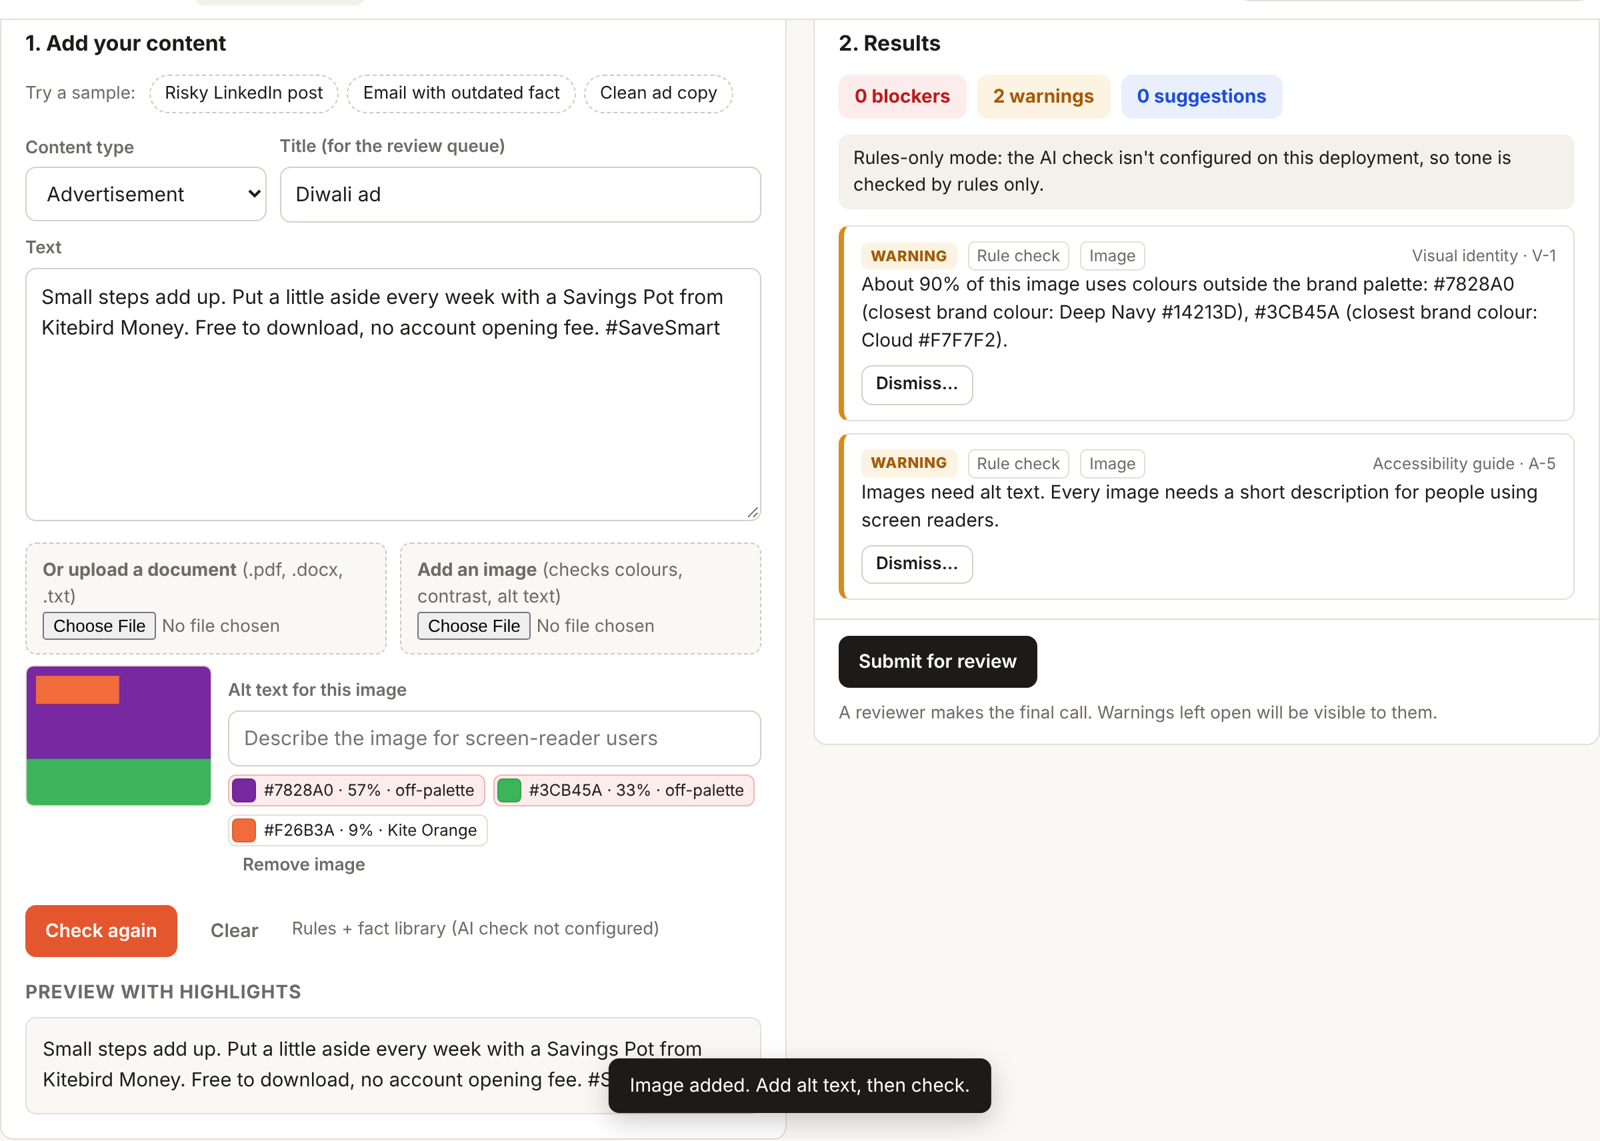 1. Add your content
Try a sample:
Risky LinkedIn post
Email with outdated fact
Clean ad copy
Content type
Title (for the review queue)
Advertisement
Diwali ad
Text
Small steps add up. Put a little aside every week with a Savings Pot from
Kitebird Money. Free to download, no account opening fee. #SaveSmart
Or upload a document (.pdf, .docx,
.txt)
Choose File No file chosen
Add an image (checks colours,
contrast, alt text)
Choose File No file chosen
Alt text for this image
Describe the image for screen-reader users
#7828A0 · 57% · off-palette
#3CB45A · 33% · off-palette
#F26B3A · 9% · Kite Orange
Remove image
Check again
Clear
Rules + fact library (AI check not configured)
PREVIEW WITH HIGHLIGHTS
Small steps add up. Put a little aside every week with a Savings Pot from
Kitebird Money. Free to download, no account opening fee. #S
Image added. Add alt text, then check.
2. Results
0 blockers
2 warnings
0 suggestions
Rules-only mode: the AI check isn't configured on this deployment, so tone is
checked by rules only.
WARNING Rule check Image Visual identity · V-1
About 90% of this image uses colours outside the brand palette: #7828A0
(closest brand colour: Deep Navy #14213D), #3CB45A (closest brand colour:
Cloud #F7F7F2).
Dismiss...
WARNING Rule check Image Accessibility guide · A-5
Images need alt text. Every image needs a short description for people using
screen readers.
Dismiss...
Submit for review
A reviewer makes the final call. Warnings left open will be visible to them.